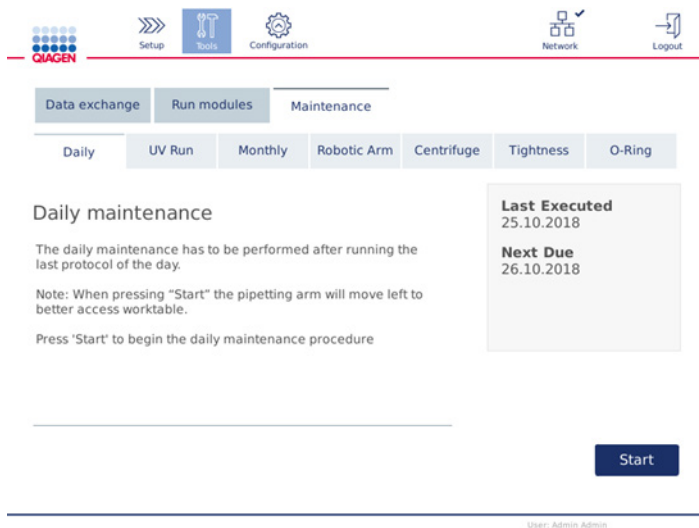 QIAGEN
Setup
Tools
Configuration
Network
Logout
Data exchange
Run modules
Maintenance
Daily
UV Run
Monthly
Robotic Arm
Centrifuge
Tightness
O-Ring
Daily maintenance
The daily maintenance has to be performed after running the
last protocol of the day.
Note: When pressing “Start” the pipetting arm will move left to
better access worktable.
Press 'Start' to begin the daily maintenance procedure
Last Executed
25.10.2018
Next Due
26.10.2018
Start
User: Admin Admin